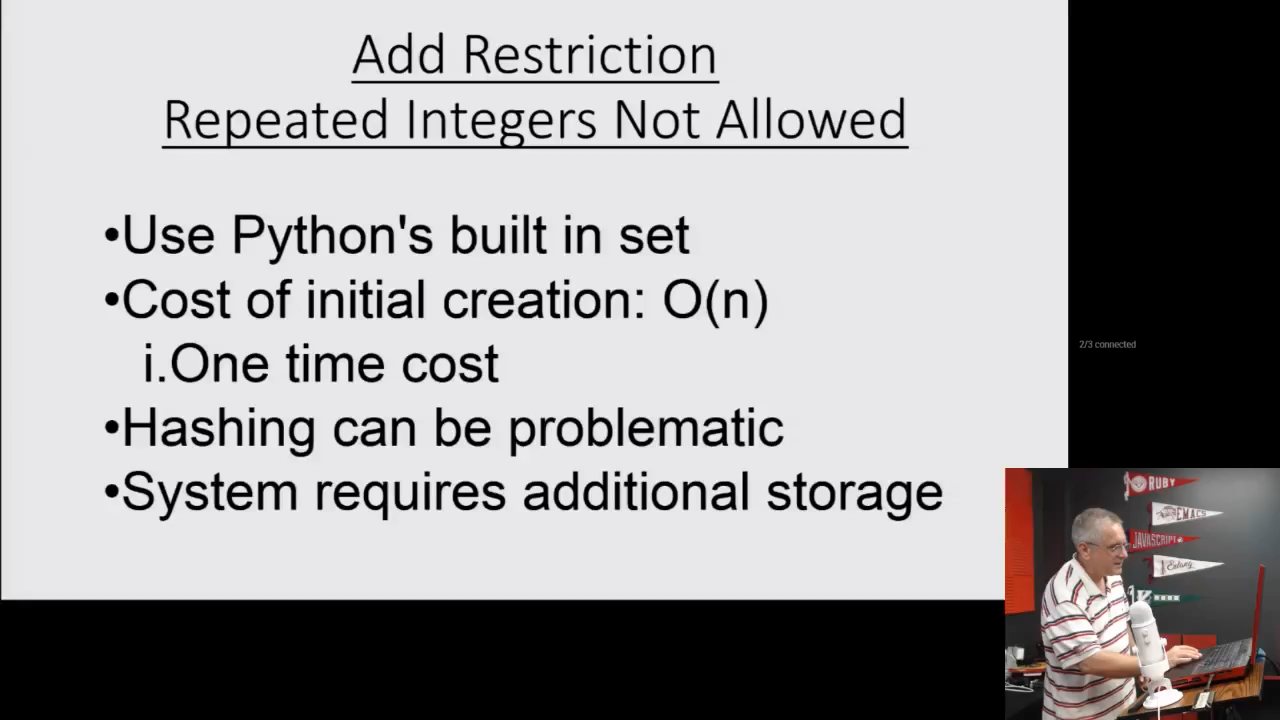 Add Restriction
Repeated Integers Not Allowed
•Use Python's built in set
•Cost of initial creation: O(n)
i.One time cost
•Hashing can be problematic
•System requires additional storage
2/3 connected
RUBY
EMACS
JAVASCRIPT
Erlang